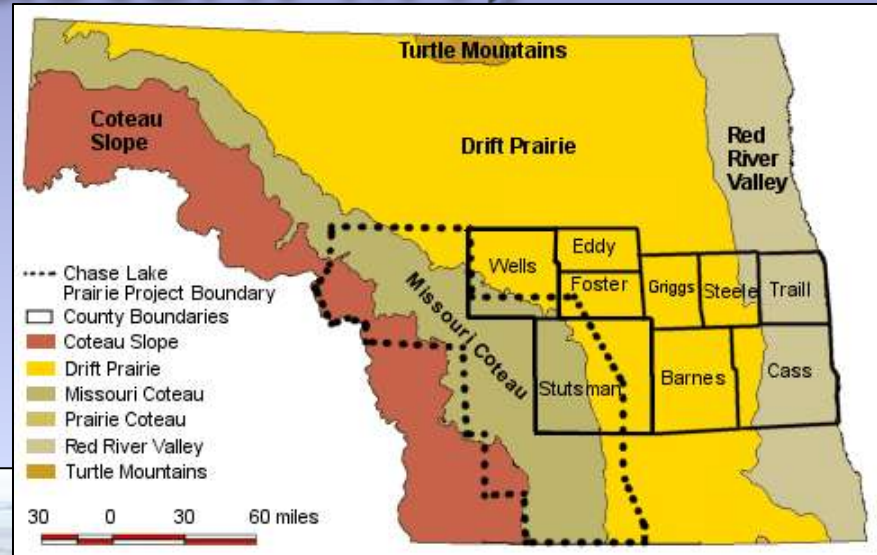 Turtle Mountains
Coteau
Slope
Drift Prairie
Red
River
Valley
Wells
Eddy
Foster
Griggs
Steele
Traill
Missouri Coteau
Stutsman
Barnes
Cass
Chase Lake
Prairie Project Boundary
County Boundaries
Coteau Slope
Drift Prairie
Missouri Coteau
Prairie Coteau
Red River Valley
Turtle Mountains
30 0 30 60 miles